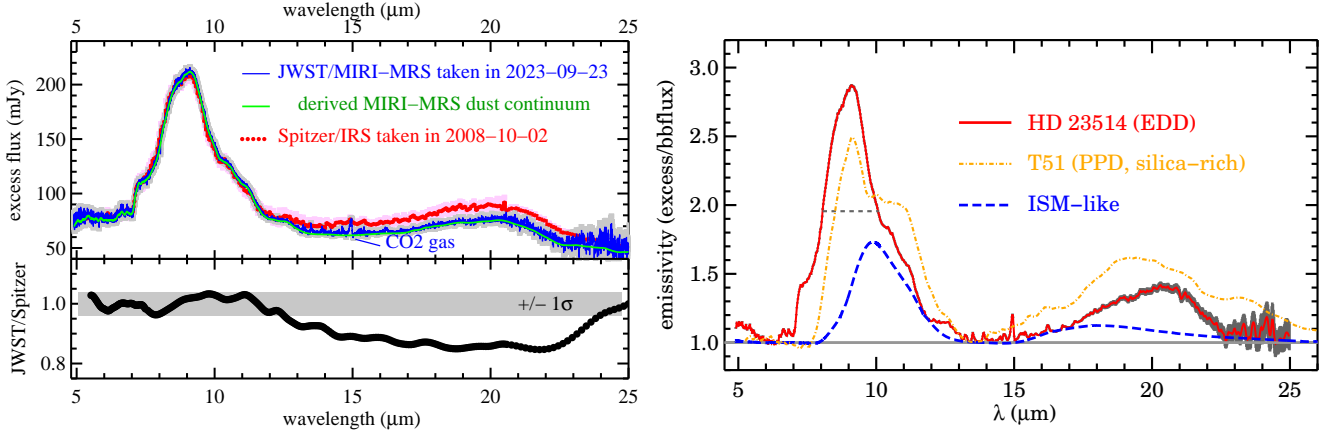 wavelength (μm)
5 10 15 20 25
excess flux (mJy)
200
150
100
50
JWST/MIRI−MRS taken in 2023−09−23
derived MIRI−MRS dust continuum
Spitzer/IRS taken in 2008−10−02
CO2 gas
JWST/Spitzer
1.0
0.8
+/− 1σ
5 10 15 20 25
wavelength (μm)
emissivity (excess/bbflux)
3.0
2.5
2.0
1.5
1.0
HD 23514 (EDD)
T51 (PPD, silica−rich)
ISM−like
5 10 15 20 25
λ (μm)